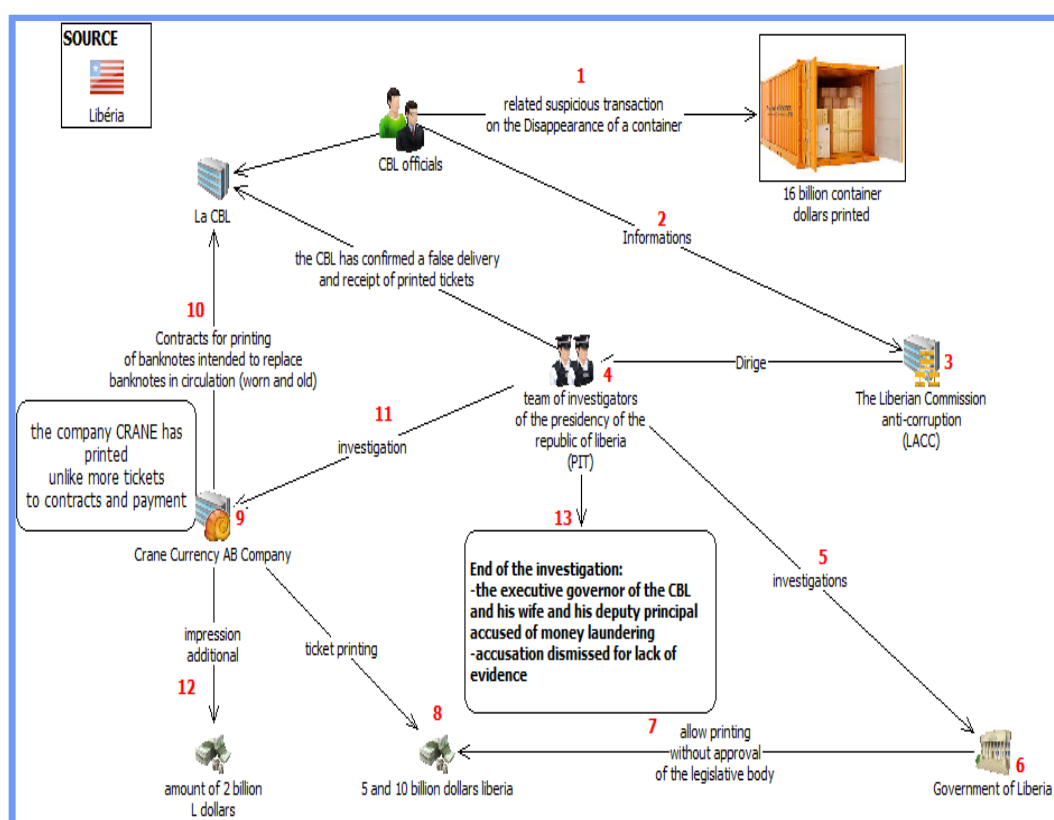 SOURCE
Libéria
1
related suspicious transaction
on the Disappearance of a container
CBL officials
16 billion container
dollars printed
La CBL
2
Informations
the CBL has confirmed a false delivery
and receipt of printed tickets
10
Contracts for printing
of banknotes intended to replace
banknotes in circulation (worn and old)
Dirige
3
The Liberian Commission
anti-corruption
(LACC)
4
team of investigators
of the presidency of the
republic of liberia
(PIT)
11
investigation
the company CRANE has
printed
unlike more tickets
to contracts and payment
9
Crane Currency AB Company
13
End of the investigation:
-the executive governor of the CBL
and his wife and his deputy principal
accused of money laundering
-accusation dismissed for lack of
evidence
5
investigations
impression
additional
ticket printing
12
8
7
allow printing
without approval
of the legislative body
6
amount of 2 billion
L dollars
5 and 10 billion dollars liberia
Government of Liberia